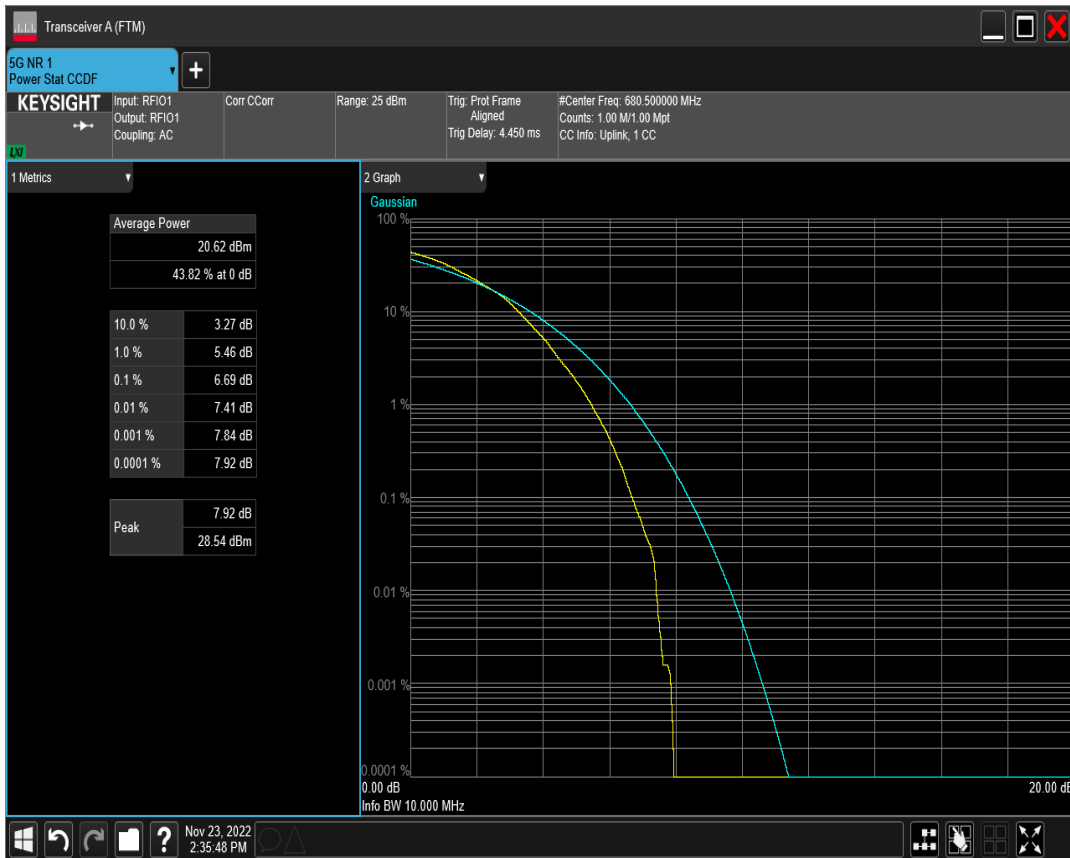 Transceiver A (FTM)
5G NR 1
Power Stat CCDF
+
KEYSIGHT
LXI
Input: RFIO1
Output: RFIO1
Coupling: AC
Corr CCorr
Range: 25 dBm
Trig: Prot Frame
Aligned
Trig Delay: 4.450 ms
#Center Freq: 680.500000 MHz
Counts: 1.00 M/1.00 Mpt
CC Info: Uplink, 1 CC
1 Metrics
Average Power
20.62 dBm
43.82 % at 0 dB
10.0 % 3.27 dB
1.0 % 5.46 dB
0.1 % 6.69 dB
0.01 % 7.41 dB
0.001 % 7.84 dB
0.0001 % 7.92 dB
Peak
7.92 dB
28.54 dBm
2 Graph
Gaussian
100 %
10 %
1 %
0.1 %
0.01 %
0.001 %
0.0001 %
0.00 dB 20.00 dB
Info BW 10.000 MHz
?
Nov 23, 2022
2:35:48 PM